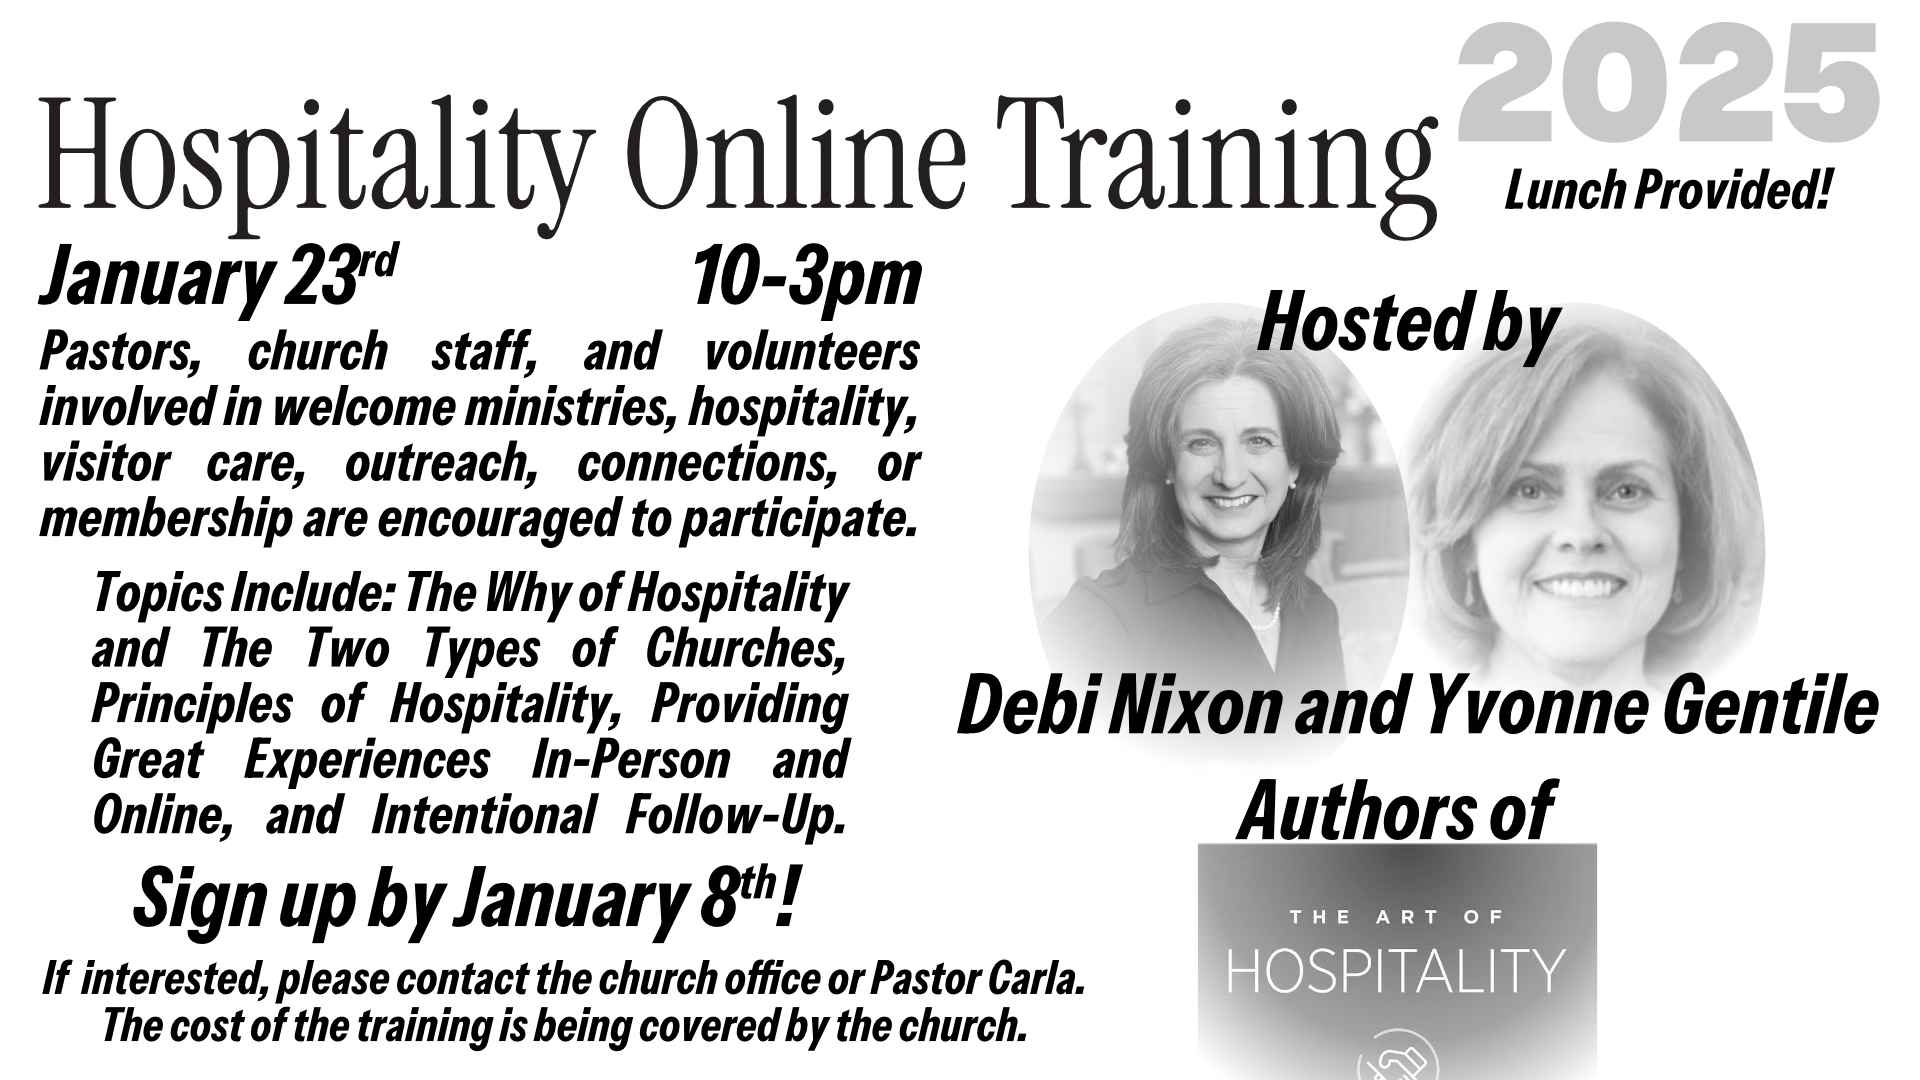 2025
Hospitality Online Training
Lunch Provided!
January 23rd 10-3pm
Pastors, church staff, and volunteers
involved in welcome ministries, hospitality,
visitor care, outreach, connections, or
membership are encouraged to participate.
Topics Include: The Why of Hospitality
and The Two Types of Churches,
Principles of Hospitality, Providing
Great Experiences In-Person and
Online, and Intentional Follow-Up.
Sign up by January 8th!
If interested, please contact the church office or Pastor Carla.
The cost of the training is being covered by the church.
Hosted by
Debi Nixon and Yvonne Gentile
Authors of
THE ART OF
HOSPITALITY